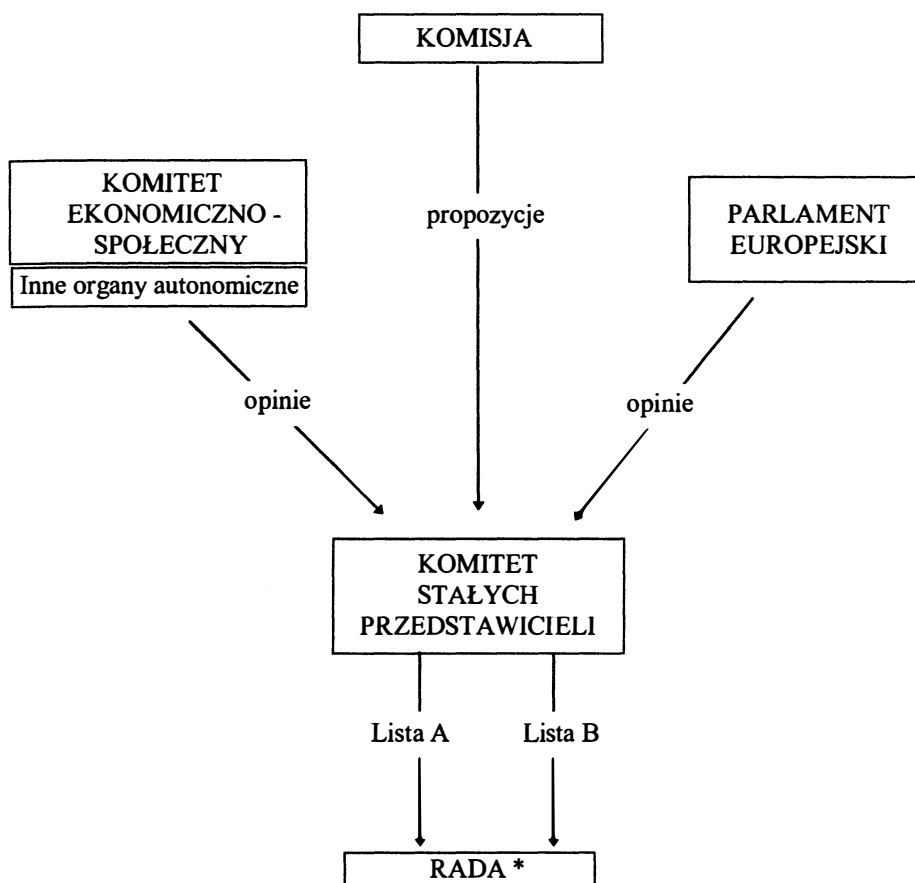 KOMISJA
KOMITET
EKONOMICZNO -
SPOŁECZNY
Inne organy autonomiczne
propozycje
PARLAMENT
EUROPEJSKI
opinie
opinie
KOMITET
STAŁYCH
PRZEDSTAWICIELI
Lista A
Lista B
RADA *